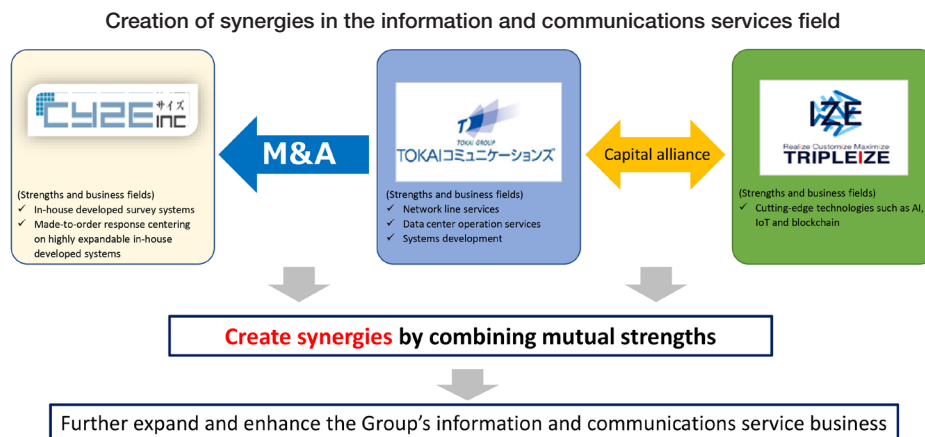 Creation of synergies in the information and communications services field
CYZE
サイズ
INC
(Strengths and business fields)
✓ In-house developed survey systems
✓ Made-to-order response centering
on highly expandable in-house
developed systems
M&A
T
TOKAI GROUP
TOKAIコミュニケーションズ
(Strengths and business fields)
✓ Network line services
✓ Data center operation services
✓ Systems development
Capital alliance
IZE
Realize Customize Maximize
TRIPLEIZE
(Strengths and business fields)
✓ Cutting-edge technologies such as AI,
IoT and blockchain
Create synergies by combining mutual strengths
Further expand and enhance the Group's information and communications service business